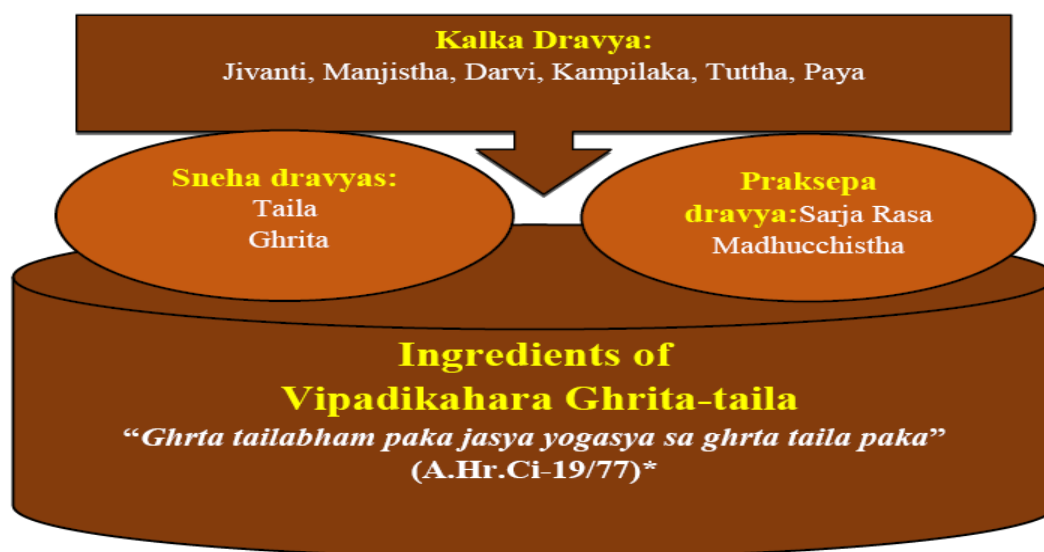 Kalka Dravya:
Jivanti, Manjistha, Darvi, Kampilaka, Tuttha, Paya
Sneha dravyas:
Taila
Ghrita
Praksepa
dravya:Sarja Rasa
Madhucchistha
Ingredients of
Vipadikahara Ghrita-taila
“Ghrta tailabham paka jasya yogasya sa ghrta taila paka”
(A.Hr.Ci-19/77)*